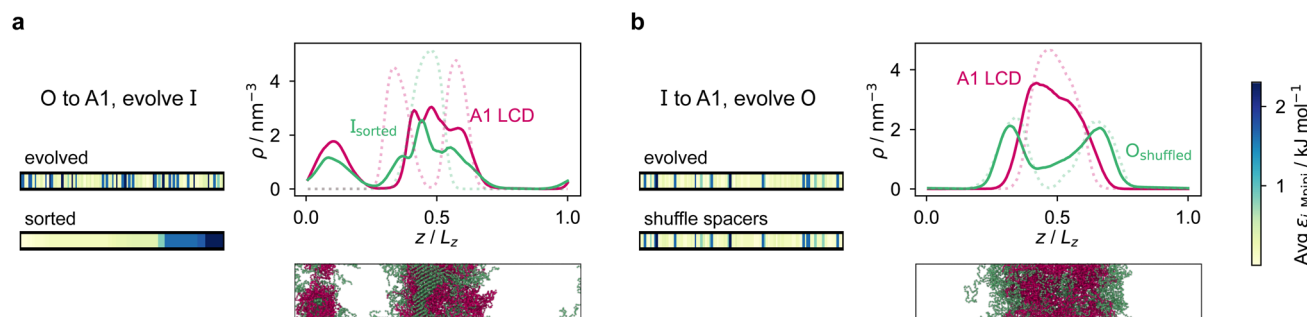 a
O to A1, evolve I
evolved
sorted
ρ / nm⁻³
4
2
0
I_sorted
A1 LCD
0.0
0.5
1.0
z / L_z
b
I to A1, evolve O
evolved
shuffle spacers
ρ / nm⁻³
4
2
0
A1 LCD
O_shuffled
0.0
0.5
1.0
z / L_z
2
1
Avg ε_{i, Mpipi} / kJ mol⁻¹